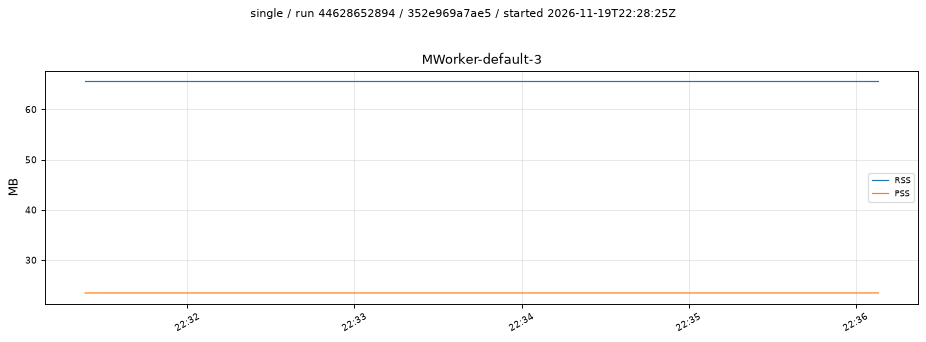 single / run 44628652894 / 352e969a7ae5 / started 2026-11-19T22:28:25Z
MWorker-default-3
60
50
40
30
MB
RSS
PSS
22:32
22:33
22:34
22:35
22:36